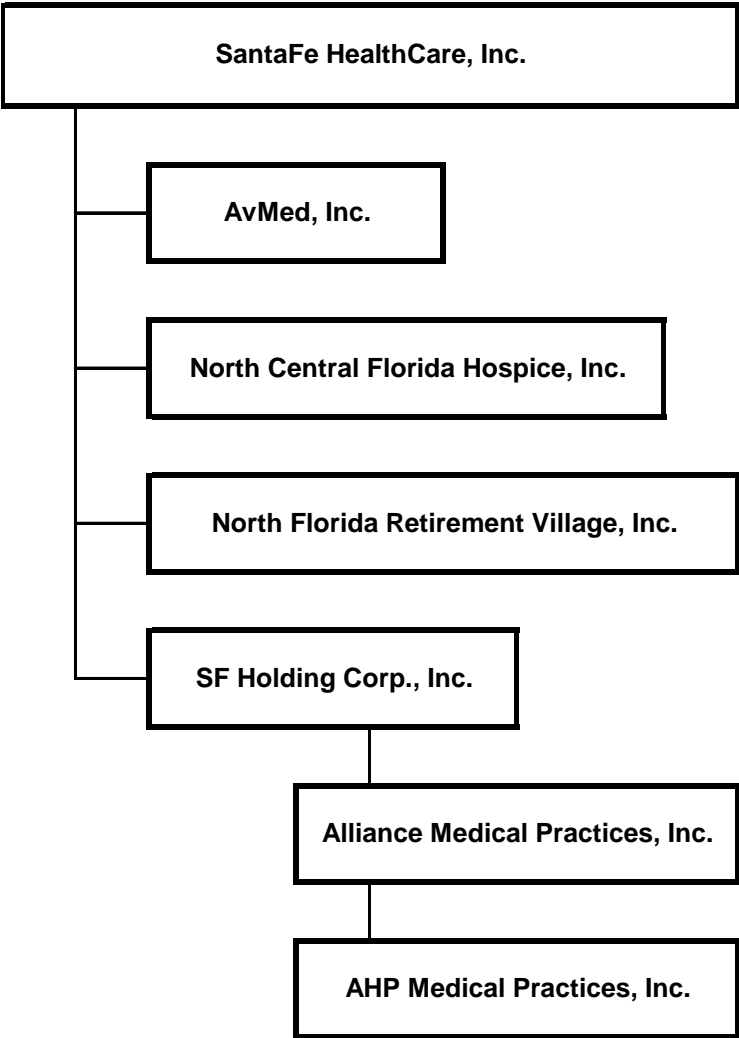 SantaFe HealthCare, Inc.
AvMed, Inc.
North Central Florida Hospice, Inc.
North Florida Retirement Village, Inc.
SF Holding Corp., Inc.
Alliance Medical Practices, Inc.
AHP Medical Practices, Inc.